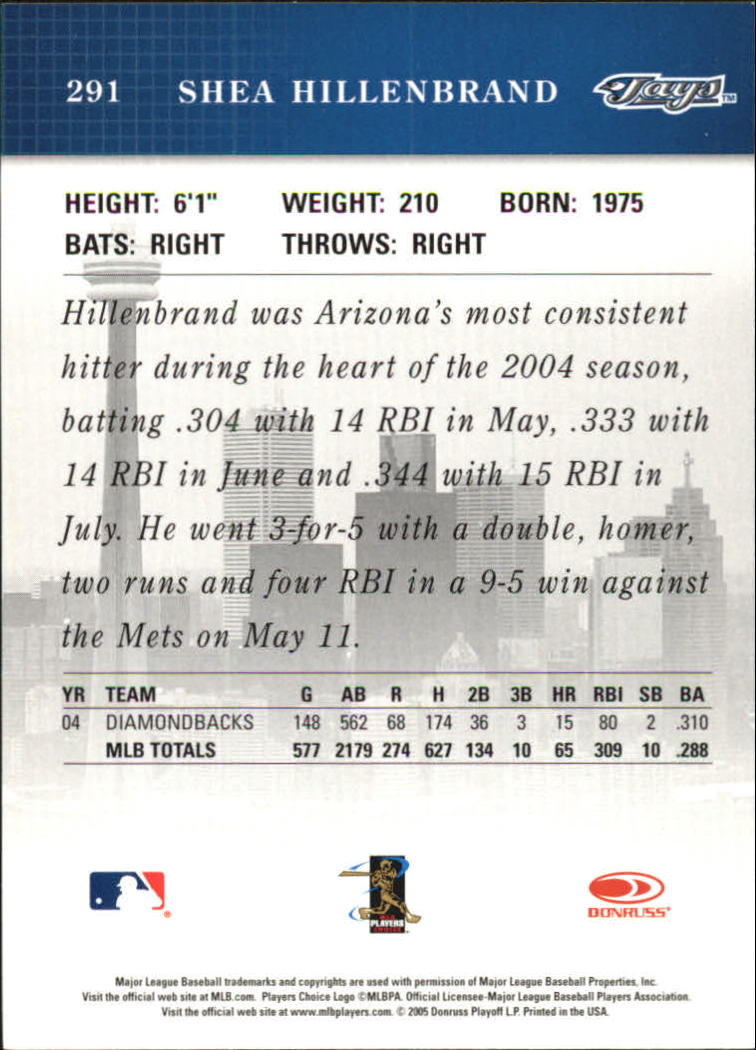 291 SHEA HILLENBRAND Jays TM
HEIGHT: 6'1" WEIGHT: 210 BORN: 1975
BATS: RIGHT THROWS: RIGHT
Hillenbrand was Arizona's most consistent
hitter during the heart of the 2004 season,
batting .304 with 14 RBI in May, .333 with
14 RBI in June and .344 with 15 RBI in
July. He went 3-for-5 with a double, homer,
two runs and four RBI in a 9-5 win against
the Mets on May 11.
YR TEAM G AB R H 2B 3B HR RBI SB BA
04 DIAMONDBACKS 148 562 68 174 36 3 15 80 2 .310
MLB TOTALS 577 2179 274 627 134 10 65 309 10 .288
PLAYERS
CHOICE
DONRUSS®
Major League Baseball trademarks and copyrights are used with permission of Major League Baseball Properties, Inc.
Visit the official web site at MLB.com. Players Choice Logo ©MLBPA. Official Licensee-Major League Baseball Players Association.
Visit the official web site at www.mlbplayers.com. © 2005 Donruss Playoff L.P. Printed in the USA.